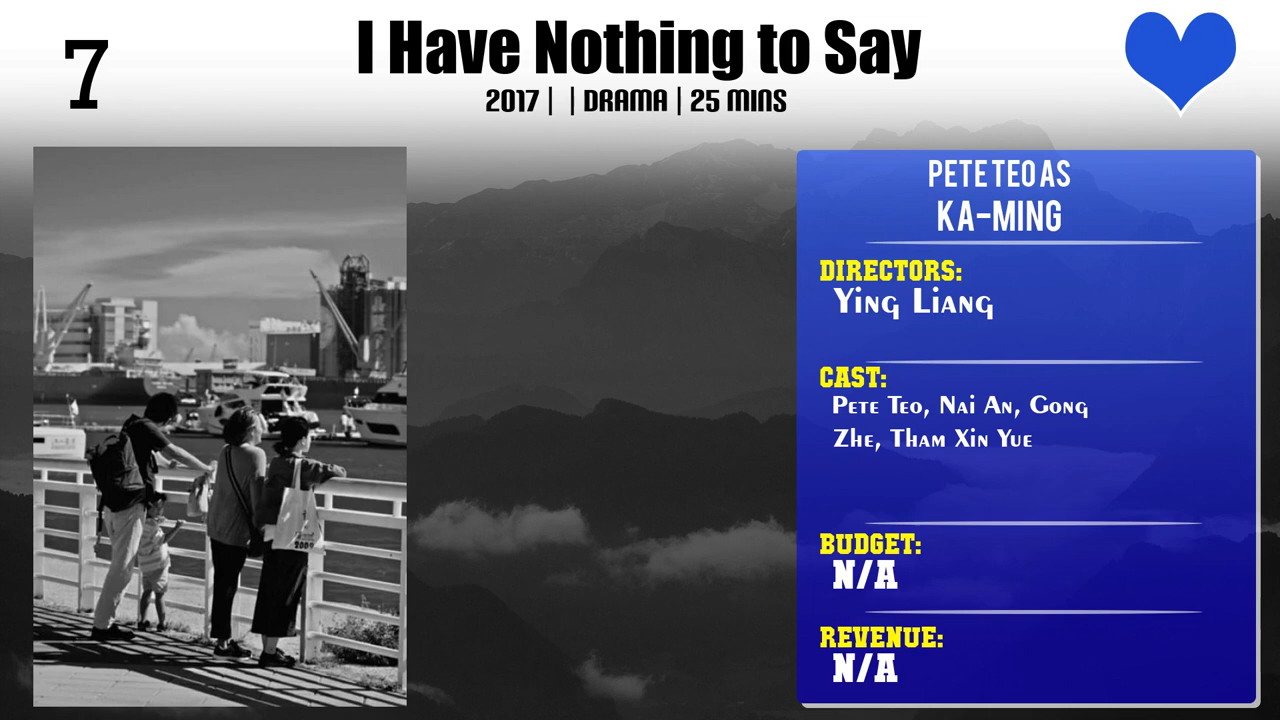 7
I Have Nothing to Say
2017 | | DRAMA | 25 MINS
PETE TEO AS
KA-MING
DIRECTORS:
Ying Liang
CAST:
Pete Teo, Nai An, Gong
Zhe, Tham Xin Yue
BUDGET:
N/A
REVENUE:
N/A
2009